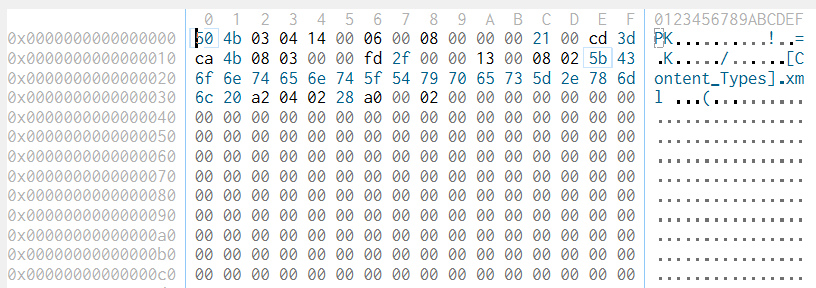 0 1 2 3 4 5 6 7 8 9 A B C D E F 0123456789ABCDEF
0x0000000000000000 50 4b 03 04 14 00 06 00 08 00 00 00 21 00 cd 3d PK..........!..=
0x0000000000000010 ca 4b 08 03 00 00 fd 2f 00 00 13 00 08 02 5b 43 .K...../......[C
0x0000000000000020 6f 6e 74 65 6e 74 5f 54 79 70 65 73 5d 2e 78 6d ontent_Types].xm
0x0000000000000030 6c 20 a2 04 02 28 a0 00 02 00 00 00 00 00 00 00 l ...(..........
0x0000000000000040 00 00 00 00 00 00 00 00 00 00 00 00 00 00 00 00 ................
0x0000000000000050 00 00 00 00 00 00 00 00 00 00 00 00 00 00 00 00 ................
0x0000000000000060 00 00 00 00 00 00 00 00 00 00 00 00 00 00 00 00 ................
0x0000000000000070 00 00 00 00 00 00 00 00 00 00 00 00 00 00 00 00 ................
0x0000000000000080 00 00 00 00 00 00 00 00 00 00 00 00 00 00 00 00 ................
0x0000000000000090 00 00 00 00 00 00 00 00 00 00 00 00 00 00 00 00 ................
0x00000000000000a0 00 00 00 00 00 00 00 00 00 00 00 00 00 00 00 00 ................
0x00000000000000b0 00 00 00 00 00 00 00 00 00 00 00 00 00 00 00 00 ................
0x00000000000000c0 00 00 00 00 00 00 00 00 00 00 00 00 00 00 00 00 ................